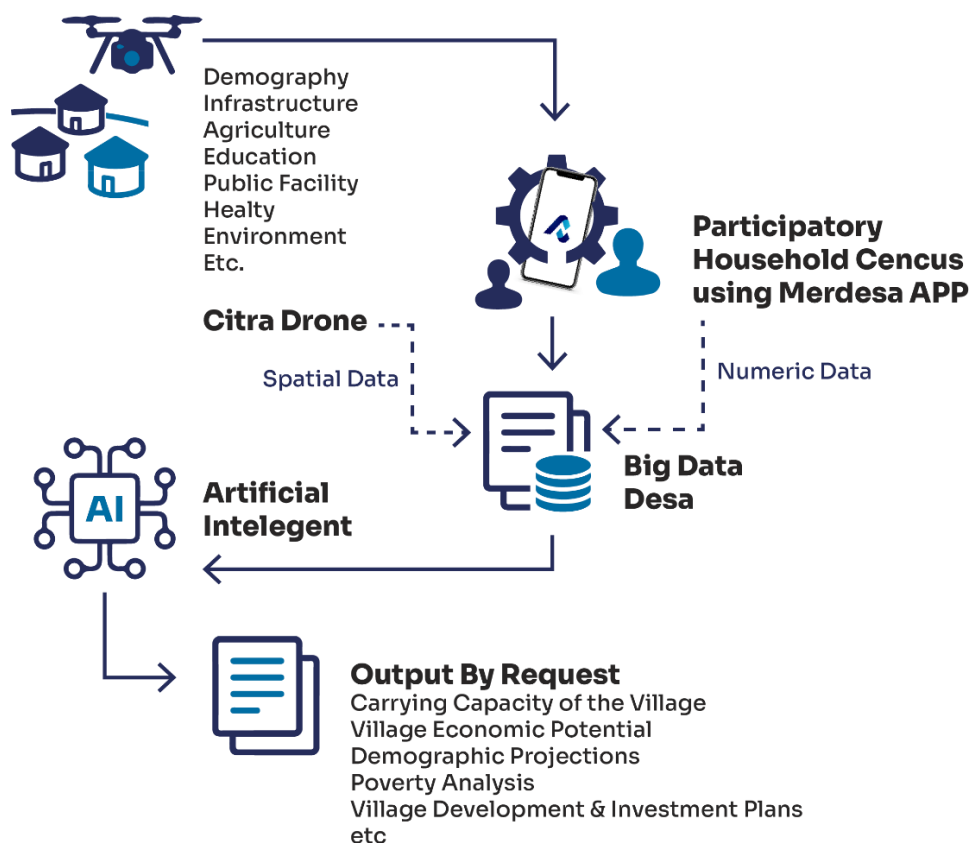 Demography
Infrastructure
Agriculture
Education
Public Facility
Healty
Environment
Etc.
Participatory
Household Cencus
using Merdesa APP
Citra Drone
Spatial Data
Numeric Data
Big Data
Desa
AI
Artificial
Intelegent
Output By Request
Carrying Capacity of the Village
Village Economic Potential
Demographic Projections
Poverty Analysis
Village Development & Investment Plans
etc